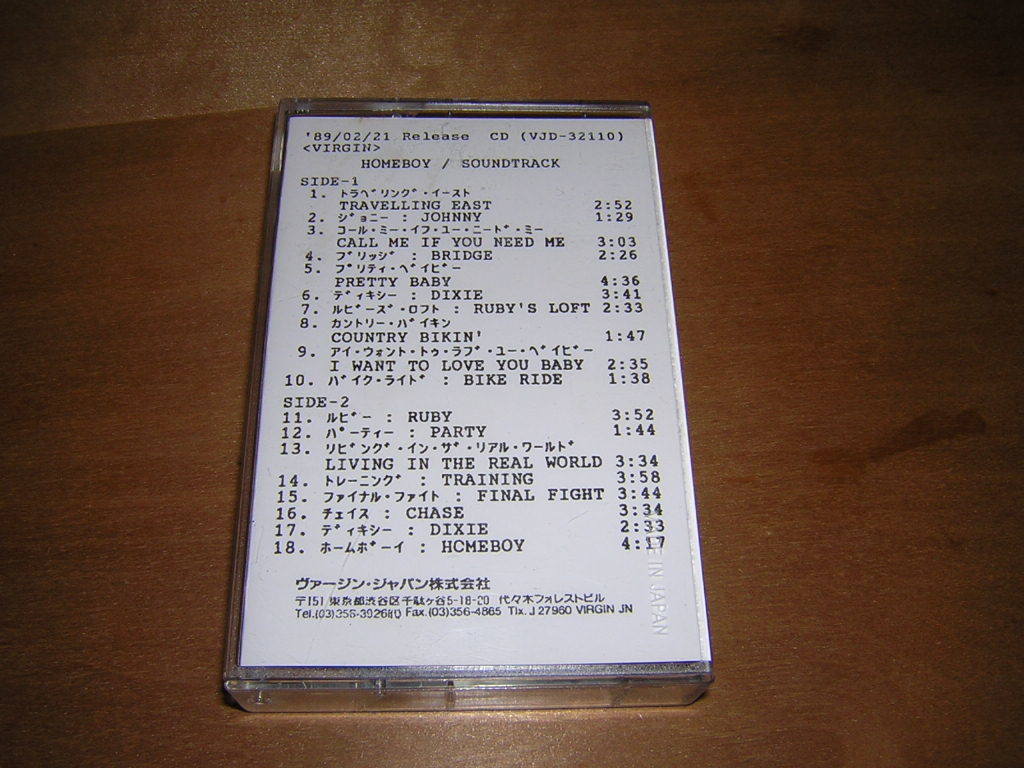 '89/02/21 Release CD (VJD-32110)
<VIRGIN>
HOMEBOY / SOUNDTRACK
SIDE-1
1. トラベリング・イースト
TRAVELLING EAST 2:52
2. ジョニー : JOHNNY 1:29
3. コール・ミー・イフ・ユー・ニード・ミー
CALL ME IF YOU NEED ME 3:03
4. ブリッジ : BRIDGE 2:26
5. プリティ・ベイビー
PRETTY BABY 4:36
6. ディキシー : DIXIE 3:41
7. ルビーズ・ロフト : RUBY'S LOFT 2:33
8. カントリー・バイキン
COUNTRY BIKIN' 1:47
9. アイ・ウォント・トゥ・ラブ・ユー・ベイビー
I WANT TO LOVE YOU BABY 2:35
10. バイク・ライド : BIKE RIDE 1:38
SIDE-2
11. ルビー : RUBY 3:52
12. パーティー : PARTY 1:44
13. リビング・イン・ザ・リアル・ワールド
LIVING IN THE REAL WORLD 3:34
14. トレーニング : TRAINING 3:58
15. ファイナル・ファイト : FINAL FIGHT 3:44
16. チェイス : CHASE 3:34
17. ディキシー : DIXIE 2:33
18. ホームボーイ : HOMEBOY 4:17
ヴァージン・ジャパン株式会社
〒151 東京都渋谷区千駄ヶ谷5-18-20 代々木フォレストビル
Tel.(03)356-3926(代) Fax.(03)356-4865 Tlx.J 27960 VIRGIN JN
IN JAPAN